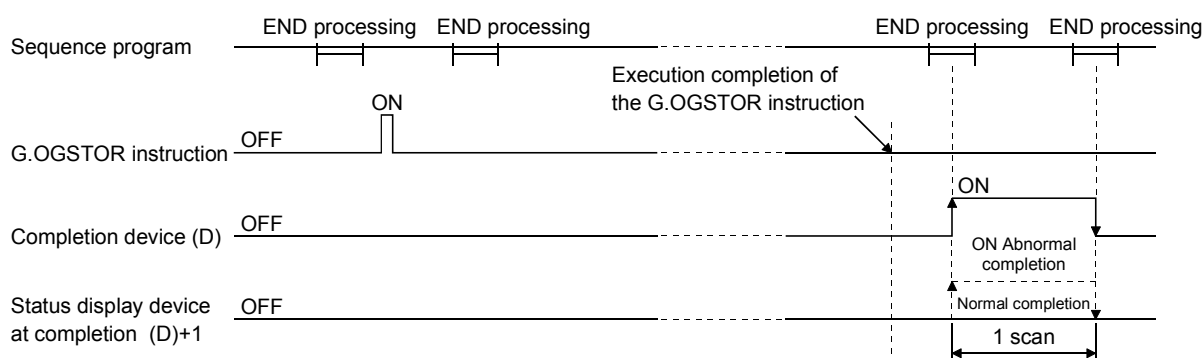 END processing END processing END processing END processing
Sequence program
Execution completion of
the G.OGSTOR instruction
ON
OFF
G.OGSTOR instruction
ON
OFF
Completion device (D)
ON Abnormal
completion
OFF
Status display device
at completion (D)+1
Normal completion
1 scan